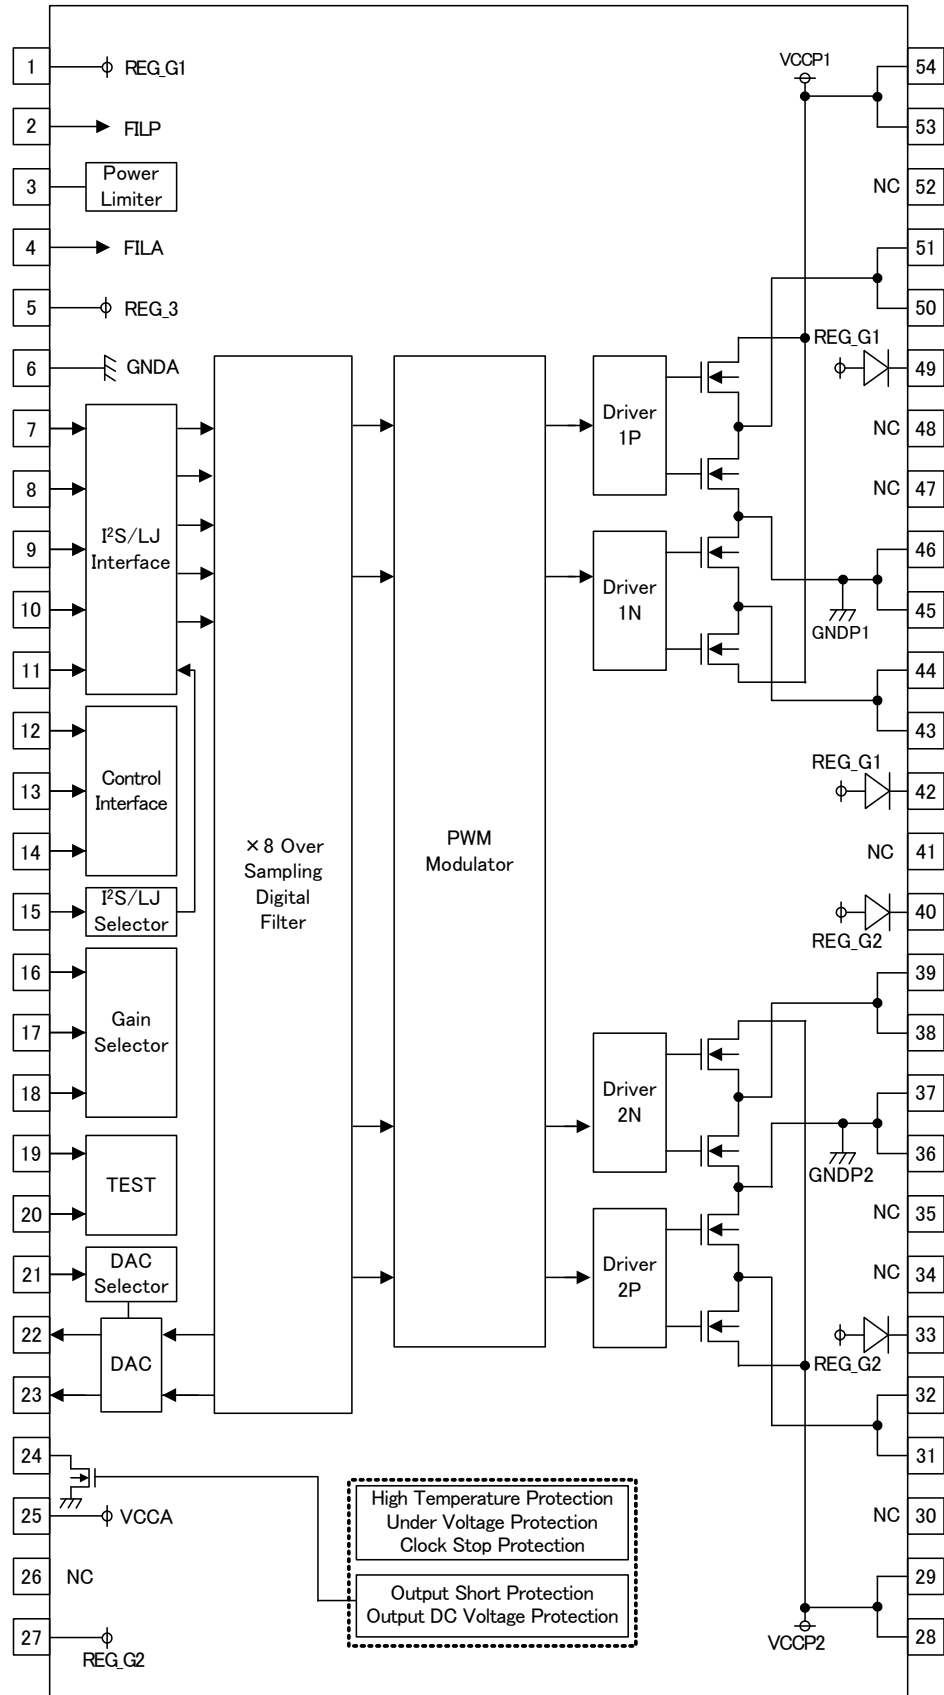 1
REG_G1
2
FILP
3
Power
Limiter
4
FILA
5
REG_3
6
GNDA
7
8
9
10
11
I²S/LJ
Interface
12
13
14
Control
Interface
15
I²S/LJ
Selector
16
17
18
Gain
Selector
19
20
TEST
21
DAC
Selector
22
23
DAC
24
25
VCCA
26
NC
27
REG_G2
×8 Over
Sampling
Digital
Filter
PWM
Modulator
Driver
1P
Driver
1N
Driver
2N
Driver
2P
High Temperature Protection
Under Voltage Protection
Clock Stop Protection
Output Short Protection
Output DC Voltage Protection
VCCP1
54
53
NC
52
51
50
REG_G1
49
NC
48
NC
47
46
45
GNDP1
44
43
REG_G1
42
NC
41
40
REG_G2
39
38
37
36
GNDP2
NC
35
NC
34
33
REG_G2
32
31
NC
30
29
28
VCCP2